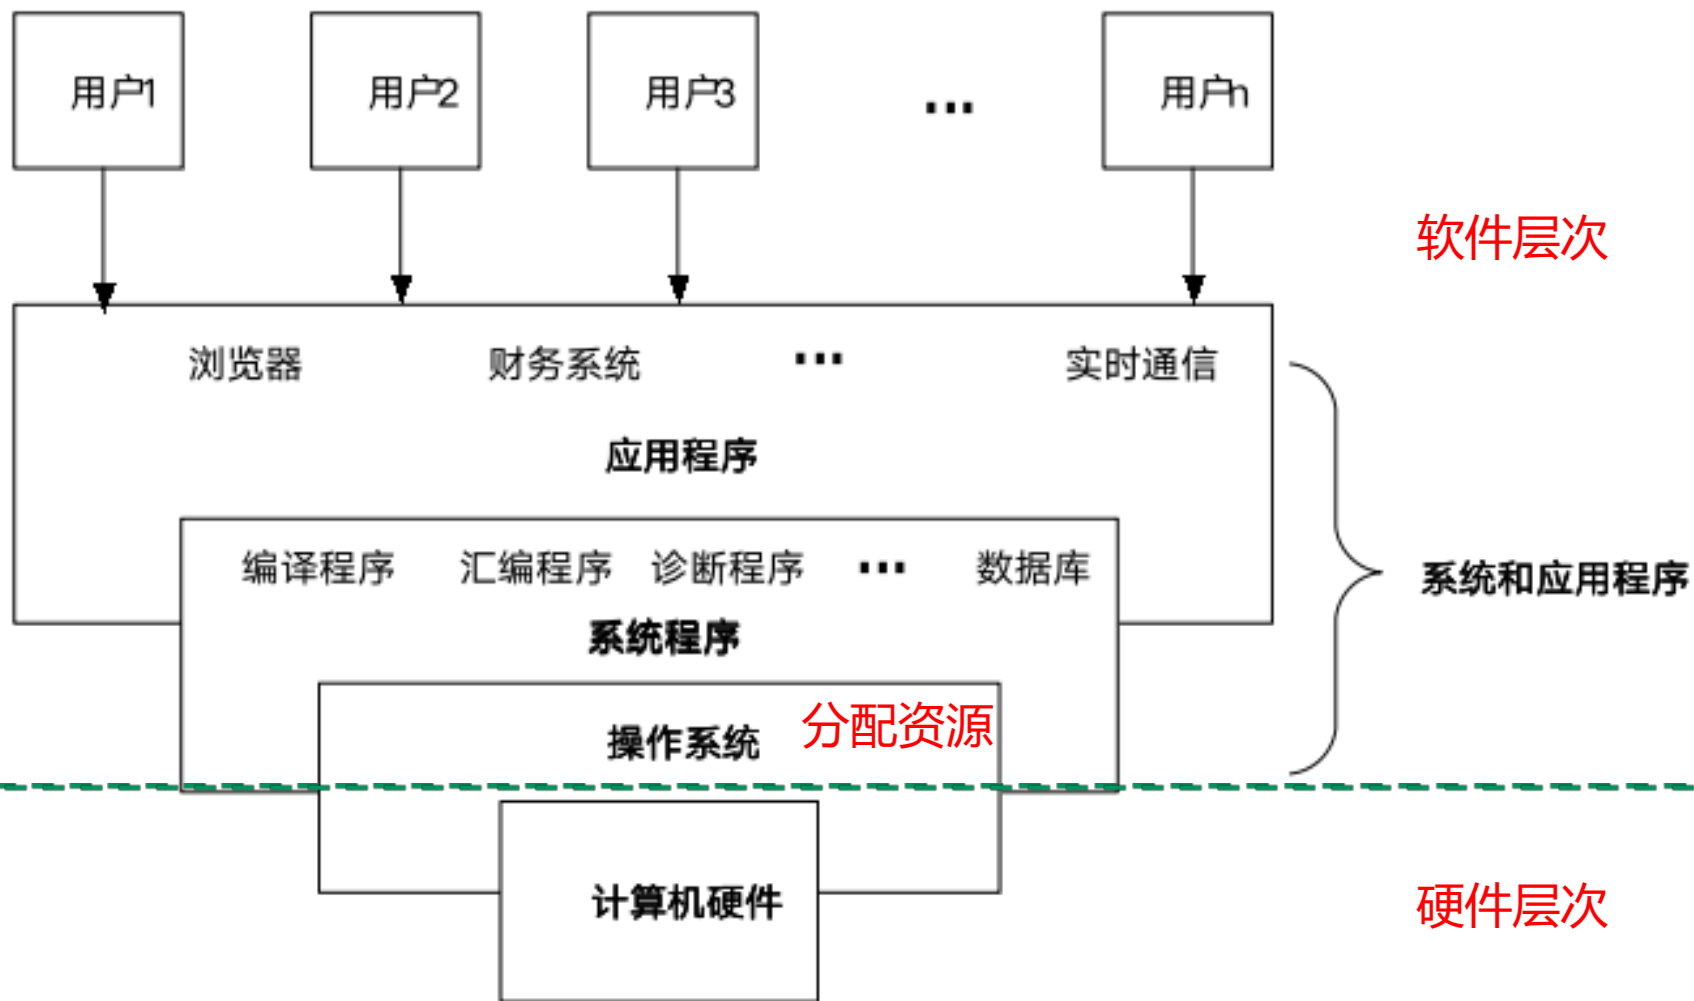 用户1 用户2 用户3 ... 用户n
软件层次
浏览器 财务系统 ... 实时通信
应用程序
编译程序 汇编程序 诊断程序 ... 数据库
系统和应用程序
系统程序
操作系统 分配资源
计算机硬件
硬件层次